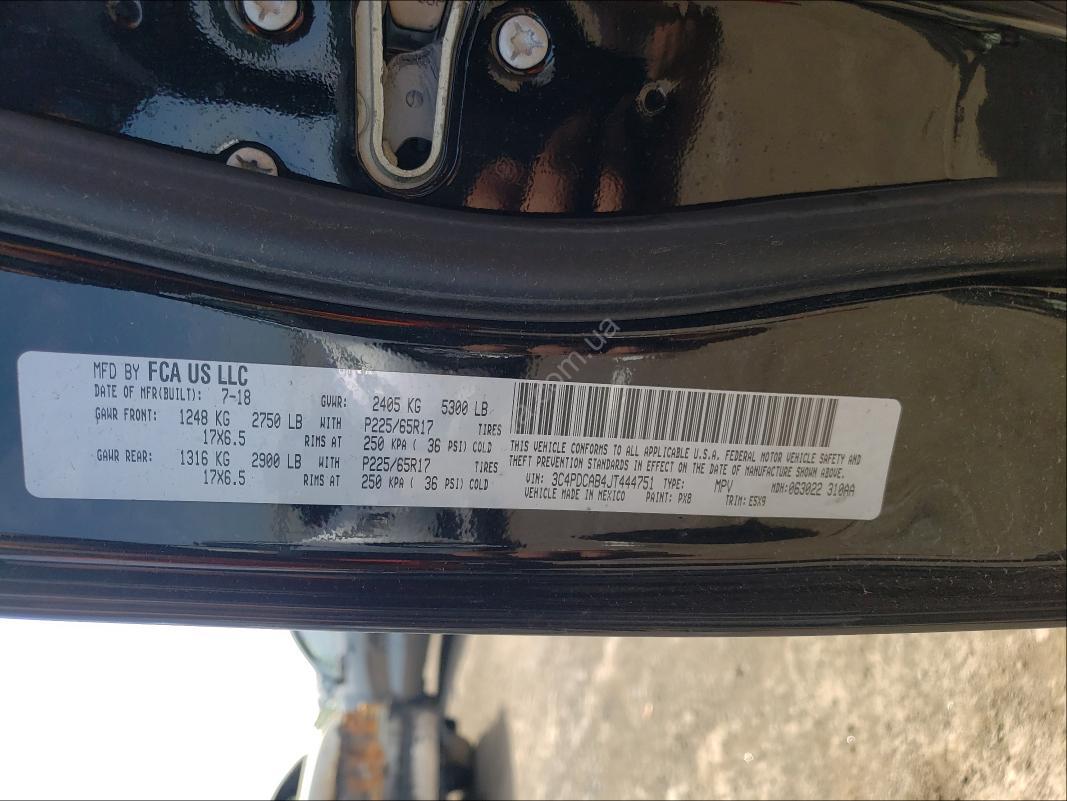 MFD BY FCA US LLC
DATE OF MFR(BUILT): 7-18 GVWR: 2405 KG 5300 LB
GAWR FRONT: 1248 KG 2750 LB WITH P225/65R17 TIRES
17X6.5 RIMS AT 250 KPA ( 36 PSI) COLD
GAWR REAR: 1316 KG 2900 LB WITH P225/65R17 TIRES
17X6.5 RIMS AT 250 KPA ( 36 PSI) COLD
THIS VEHICLE CONFORMS TO ALL APPLICABLE U.S.A. FEDERAL MOTOR VEHICLE SAFETY AND
THEFT PREVENTION STANDARDS IN EFFECT ON THE DATE OF MANUFACTURE SHOWN ABOVE.
VIN: 3C4PDCAB4JT444751 TYPE: MPV MDH: 063022 310AA
VEHICLE MADE IN MEXICO PAINT: PX8 TRIM: E5X9